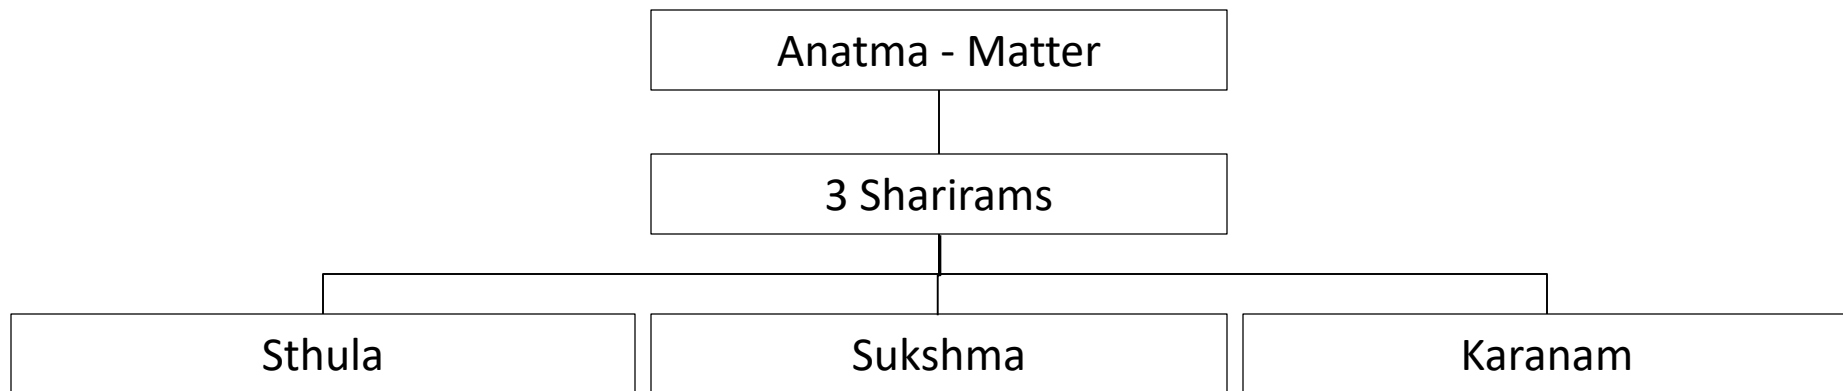 Anatma - Matter
3 Sharirams
Sthula
Sukshma
Karanam